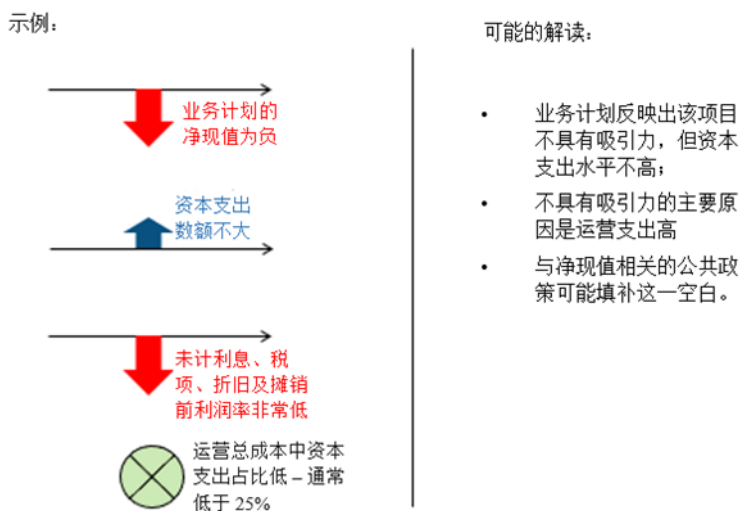 示例：
业务计划的
净现值为负
资本支出
数额不大
未计利息、税
项、折旧及摊销
前利润率非常低
运营总成本中资本
支出占比低 – 通常
低于 25%
可能的解读：
• 业务计划反映出该项目
不具有吸引力，但资本
支出水平不高；
• 不具有吸引力的主要原
因是运营支出高
• 与净现值相关的公共政
策可能填补这一空白。